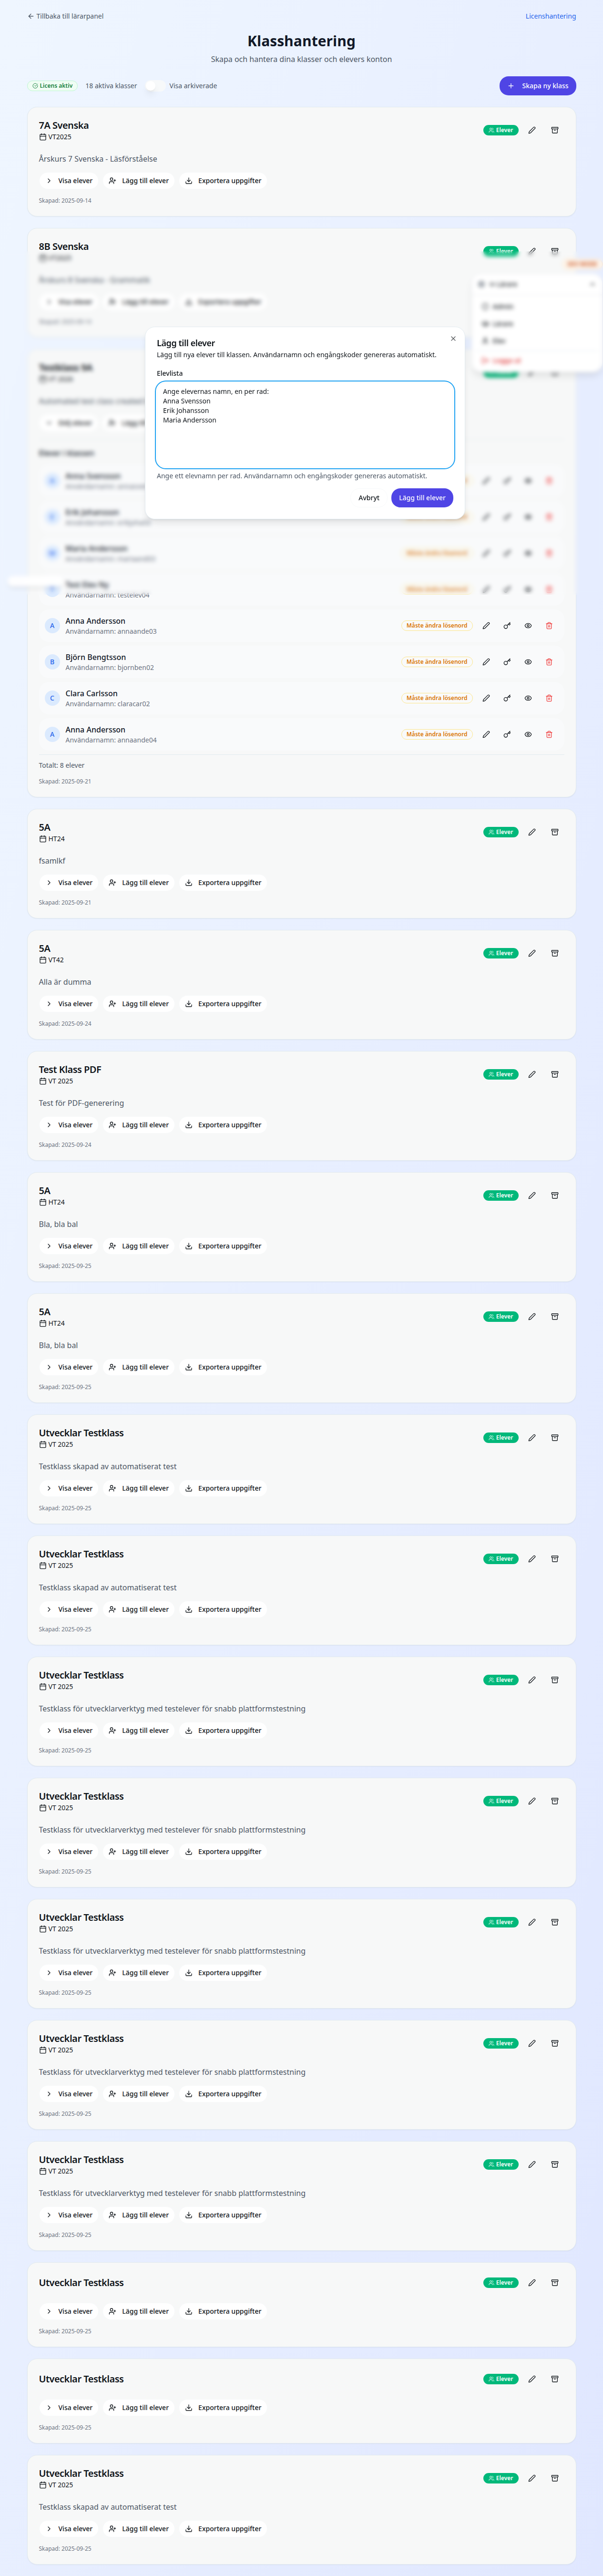 Tillbaka till lärarpanel
Licenshantering
Klasshantering
Skapa och hantera dina klasser och elevers konton
Licens aktiv
18 aktiva klasser
Visa arkiverade
Skapa ny klass
7A Svenska
Elever
VT2025
Årskurs 7 Svenska - Läsförståelse
Visa elever
Lägg till elever
Exportera uppgifter
Skapad: 2025-09-14
8B Svenska
Elever
Lägg till elever
Lägg till nya elever till klassen. Användarnamn och engångskoder genereras automatiskt.
Elevlista
Ange elevernas namn, en per rad:
Anna Svensson
Erik Johansson
Maria Andersson
Ange ett elevnamn per rad. Användarnamn och engångskoder genereras automatiskt.
Avbryt
Lägg till elever
Användarnamn: testelev04
Anna Andersson
Användarnamn: annaande03
Måste ändra lösenord
Björn Bengtsson
Användarnamn: bjornben02
Måste ändra lösenord
Clara Carlsson
Användarnamn: claracar02
Måste ändra lösenord
Anna Andersson
Användarnamn: annaande04
Måste ändra lösenord
Totalt: 8 elever
Skapad: 2025-09-21
5A
Elever
HT24
fsamlkf
Visa elever
Lägg till elever
Exportera uppgifter
Skapad: 2025-09-21
5A
Elever
VT42
Alla är dumma
Visa elever
Lägg till elever
Exportera uppgifter
Skapad: 2025-09-24
Test Klass PDF
Elever
VT 2025
Test för PDF-generering
Visa elever
Lägg till elever
Exportera uppgifter
Skapad: 2025-09-24
5A
Elever
HT24
Bla, bla bal
Visa elever
Lägg till elever
Exportera uppgifter
Skapad: 2025-09-25
5A
Elever
HT24
Bla, bla bal
Visa elever
Lägg till elever
Exportera uppgifter
Skapad: 2025-09-25
Utvecklar Testklass
Elever
VT 2025
Testklass skapad av automatiserat test
Visa elever
Lägg till elever
Exportera uppgifter
Skapad: 2025-09-25
Utvecklar Testklass
Elever
VT 2025
Testklass skapad av automatiserat test
Visa elever
Lägg till elever
Exportera uppgifter
Skapad: 2025-09-25
Utvecklar Testklass
Elever
VT 2025
Testklass för utvecklarverktyg med testelever för snabb plattformstestning
Visa elever
Lägg till elever
Exportera uppgifter
Skapad: 2025-09-25
Utvecklar Testklass
Elever
VT 2025
Testklass för utvecklarverktyg med testelever för snabb plattformstestning
Visa elever
Lägg till elever
Exportera uppgifter
Skapad: 2025-09-25
Utvecklar Testklass
Elever
VT 2025
Testklass för utvecklarverktyg med testelever för snabb plattformstestning
Visa elever
Lägg till elever
Exportera uppgifter
Skapad: 2025-09-25
Utvecklar Testklass
Elever
VT 2025
Testklass för utvecklarverktyg med testelever för snabb plattformstestning
Visa elever
Lägg till elever
Exportera uppgifter
Skapad: 2025-09-25
Utvecklar Testklass
Elever
VT 2025
Testklass för utvecklarverktyg med testelever för snabb plattformstestning
Visa elever
Lägg till elever
Exportera uppgifter
Skapad: 2025-09-25
Utvecklar Testklass
Elever
Visa elever
Lägg till elever
Exportera uppgifter
Skapad: 2025-09-25
Utvecklar Testklass
Elever
Visa elever
Lägg till elever
Exportera uppgifter
Skapad: 2025-09-25
Utvecklar Testklass
Elever
VT 2025
Testklass skapad av automatiserat test
Visa elever
Lägg till elever
Exportera uppgifter
Skapad: 2025-09-25